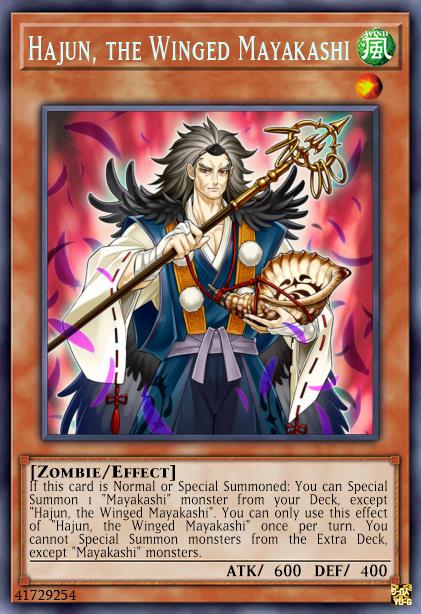 HAJUN, THE WINGED MAYAKASHI
WIND
風
[ZOMBIE/EFFECT]
If this card is Normal or Special Summoned: You can Special
Summon 1 "Mayakashi" monster from your Deck, except
"Hajun, the Winged Mayakashi". You can only use this effect
of "Hajun, the Winged Mayakashi" once per turn. You
cannot Special Summon monsters from the Extra Deck,
except "Mayakashi" monsters.
ATK/ 600 DEF/ 400
41729254